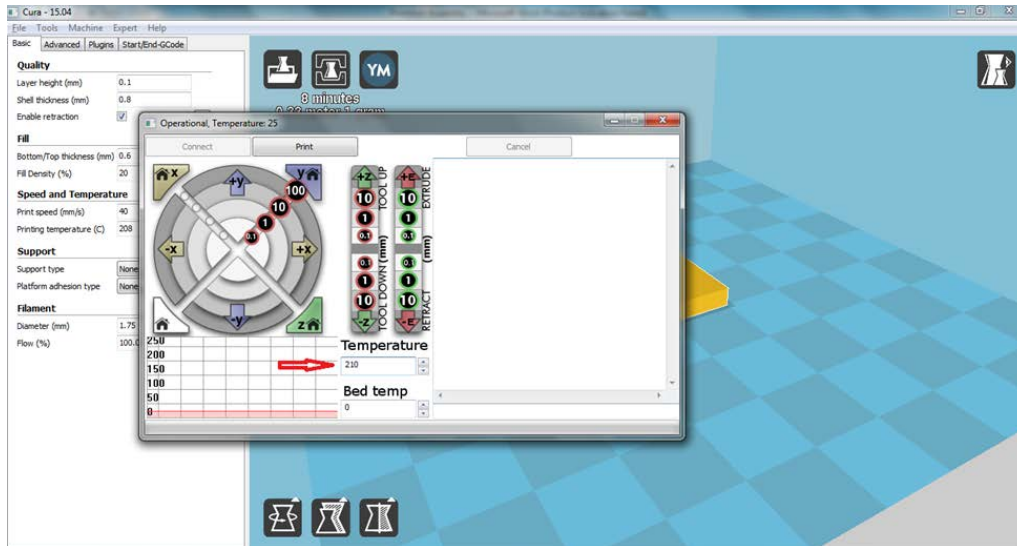 Cura - 15.04
File Tools Machine Expert Help
Basic Advanced Plugins Start/End-GCode
Quality
Layer height (mm) 0.1
Shell thickness (mm) 0.8
Enable retraction
Fill
Bottom/Top thickness (mm) 0.6
Fill Density (%) 20
Speed and Temperature
Print speed (mm/s) 40
Printing temperature (C) 208
Support
Support type None
Platform adhesion type None
Filament
Diameter (mm) 1.75
Flow (%) 100.0
YM
8 minutes
Operational, Temperature: 25
Connect Print Cancel
x +y y
100
10
1
0.1
-x +x
-y z
+Z TOOL UP +E EXTRUDE
10 10
1 1
0.1 0.1
(mm) (mm)
0.1 0.1
1 1
10 10
-Z TOOL DOWN -E RETRACT
250
200
150
100
50
0
Temperature
210
Bed temp
0